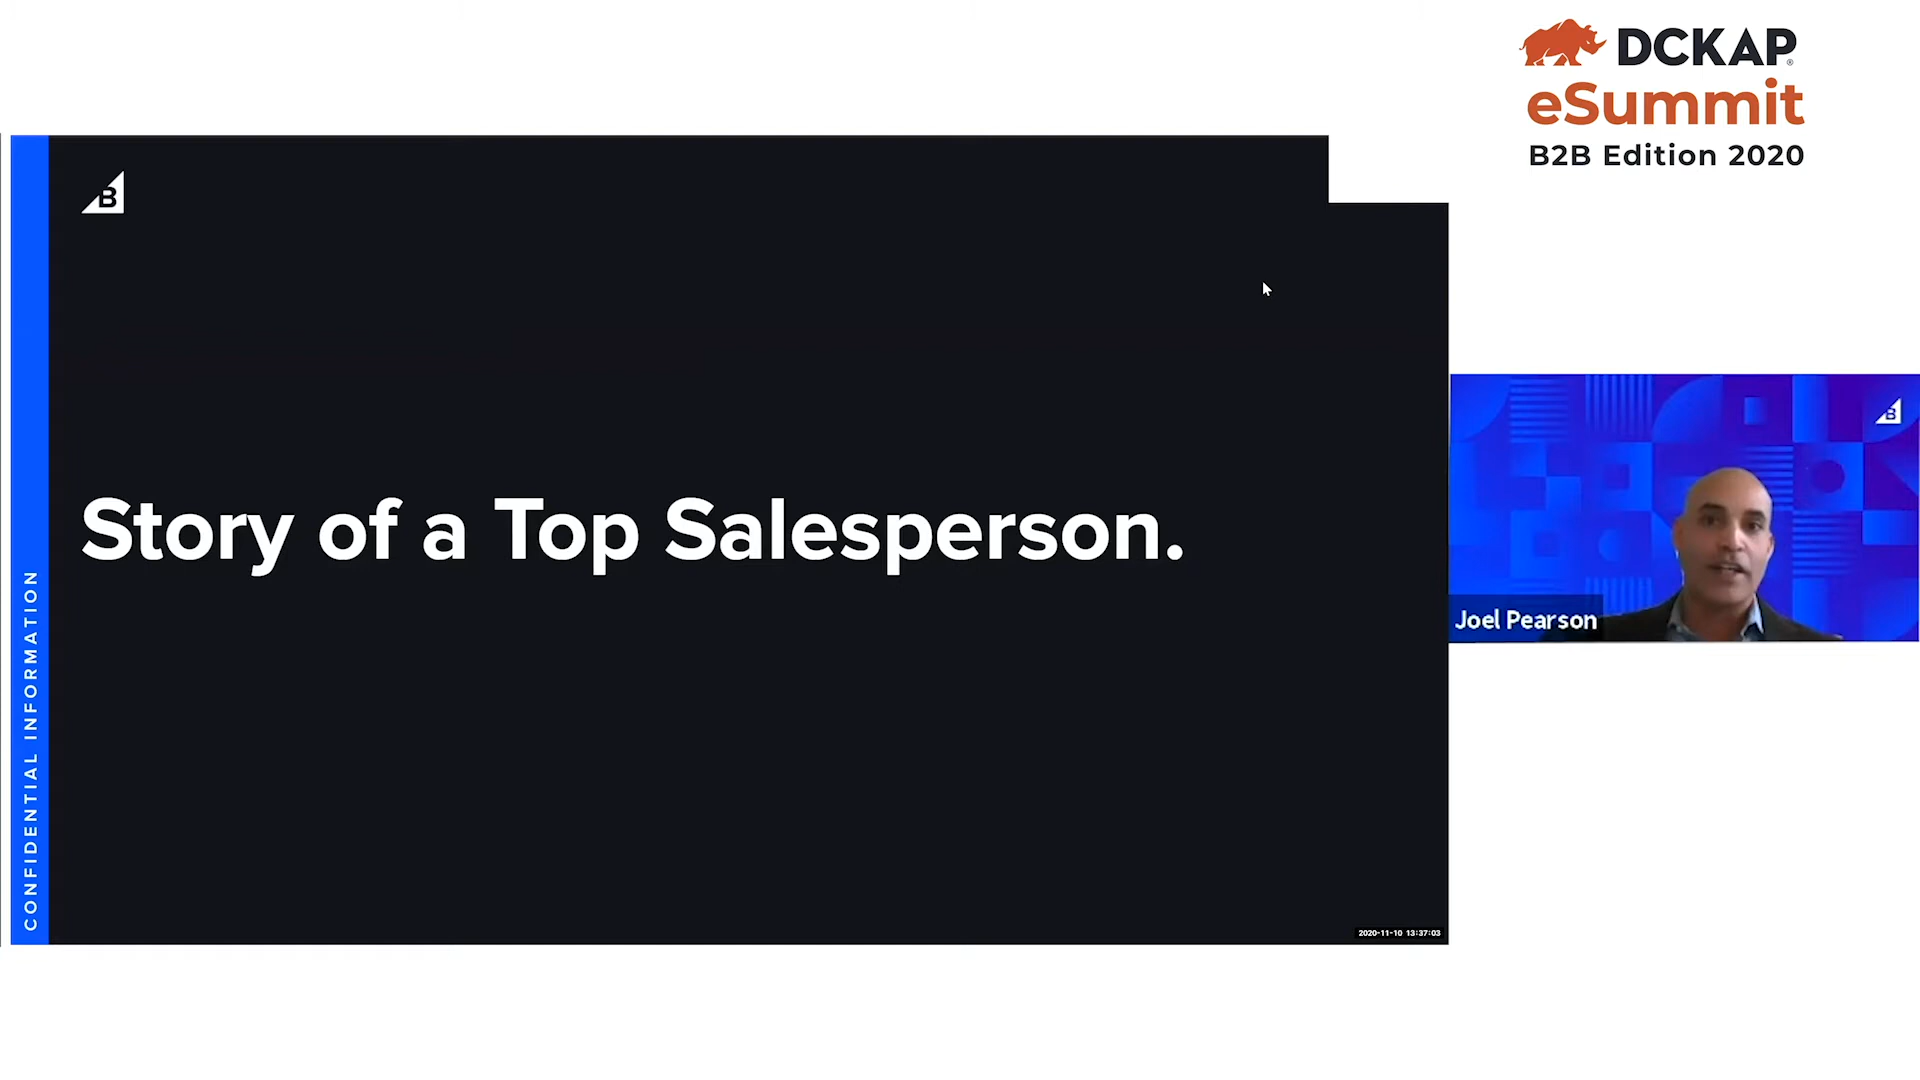 DCKAP®
eSummit
B2B Edition 2020
B
Story of a Top Salesperson.
CONFIDENTIAL INFORMATION
B
Joel Pearson
2020-11-10 13:37:03